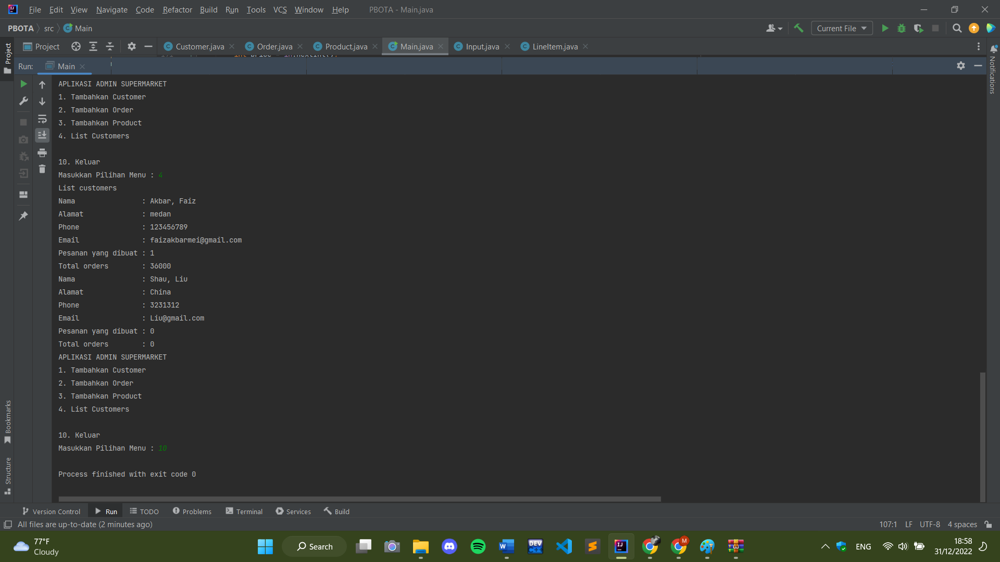 File Edit View Navigate Code Refactor Build Run Tools VCS Window Help PBOTA - Main.java
PBOTA src Main Current File
Project Customer.java Order.java Product.java Main.java Input.java LineItem.java
Run: Main
APLIKASI ADMIN SUPERMARKET
1. Tambahkan Customer
2. Tambahkan Order
3. Tambahkan Product
4. List Customers
10. Keluar
Masukkan Pilihan Menu : 4
List customers
Nama : Akbar, Faiz
Alamat : medan
Phone : 123456789
Email : faizakbarmei@gmail.com
Pesanan yang dibuat : 1
Total orders : 36000
Nama : Shau, Liu
Alamat : China
Phone : 3231312
Email : Liu@gmail.com
Pesanan yang dibuat : 0
Total orders : 0
APLIKASI ADMIN SUPERMARKET
1. Tambahkan Customer
2. Tambahkan Order
3. Tambahkan Product
4. List Customers
10. Keluar
Masukkan Pilihan Menu : 10
Process finished with exit code 0
Project
Bookmarks
Structure
Notifications
Version Control Run TODO Problems Terminal Services Build
All files are up-to-date (2 minutes ago) 107:1 LF UTF-8 4 spaces
77°F
Cloudy
Search
DEV
ENG
18:58
31/12/2022